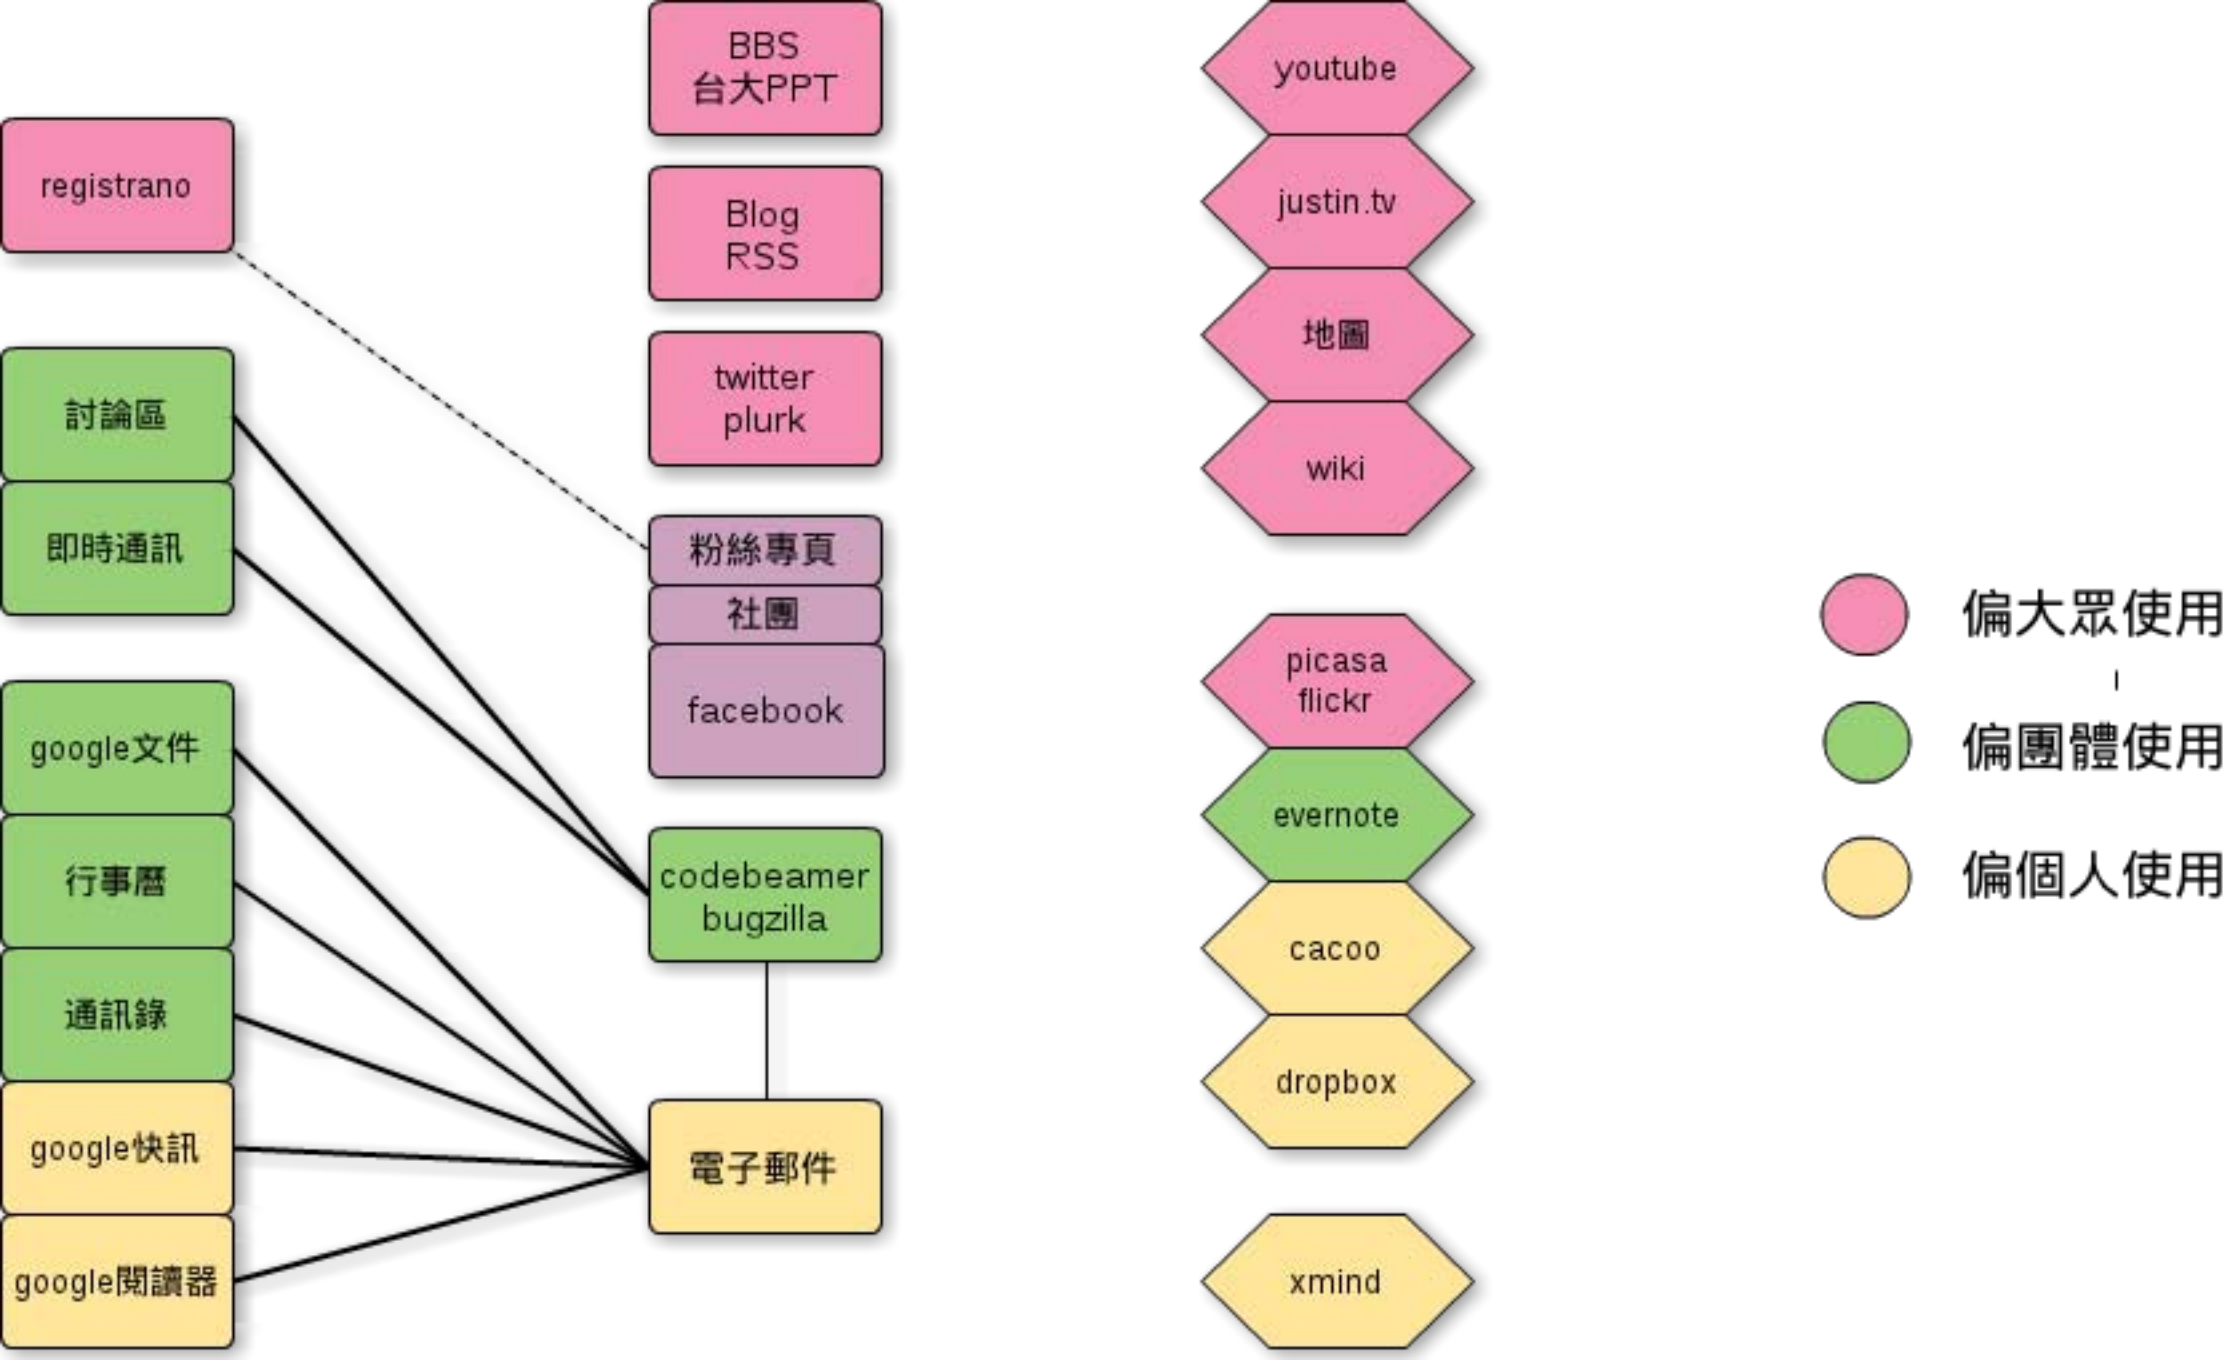 registrano
討論區
即時通訊
google文件
行事曆
通訊錄
google快訊
google閱讀器
BBS
台大PPT
Blog
RSS
twitter
plurk
粉絲專頁
社團
facebook
codebeamer
bugzilla
電子郵件
youtube
justin.tv
地圖
wiki
picasa
flickr
evernote
cacoo
dropbox
xmind
偏大眾使用
偏團體使用
偏個人使用